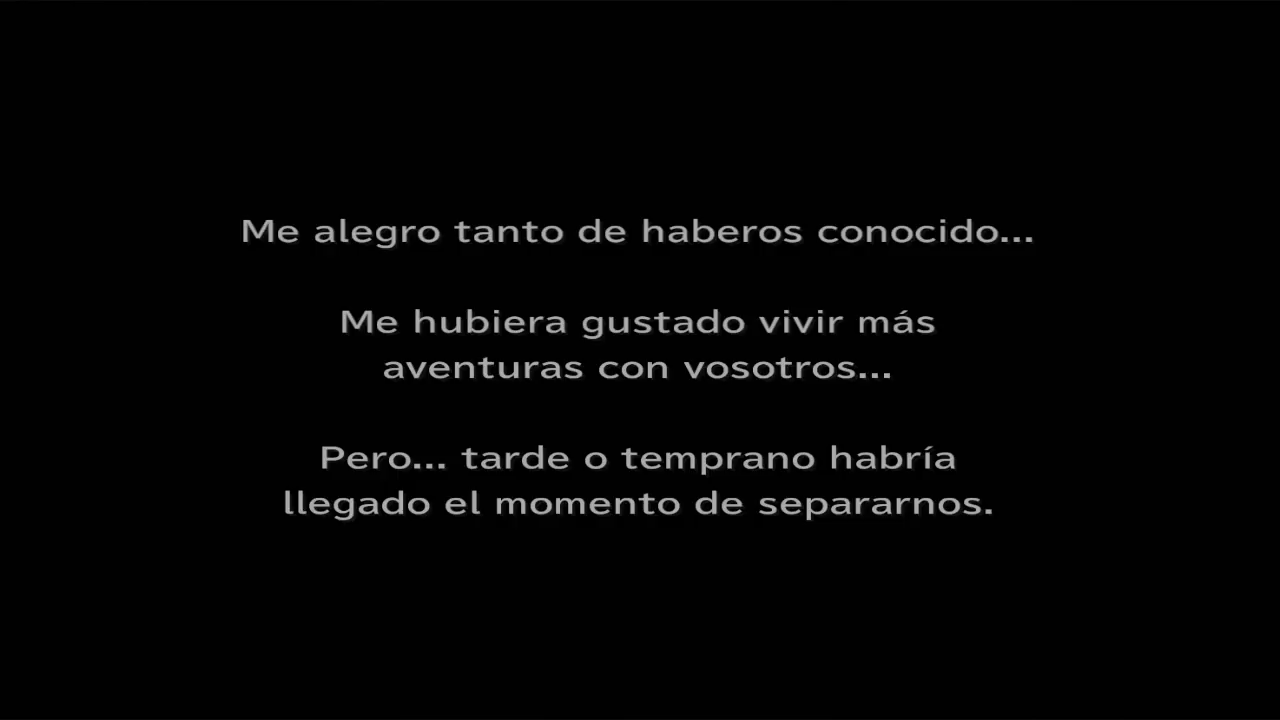 Me alegro tanto de haberos conocido...
Me hubiera gustado vivir más
aventuras con vosotros...
Pero... tarde o temprano habría
llegado el momento de separarnos.